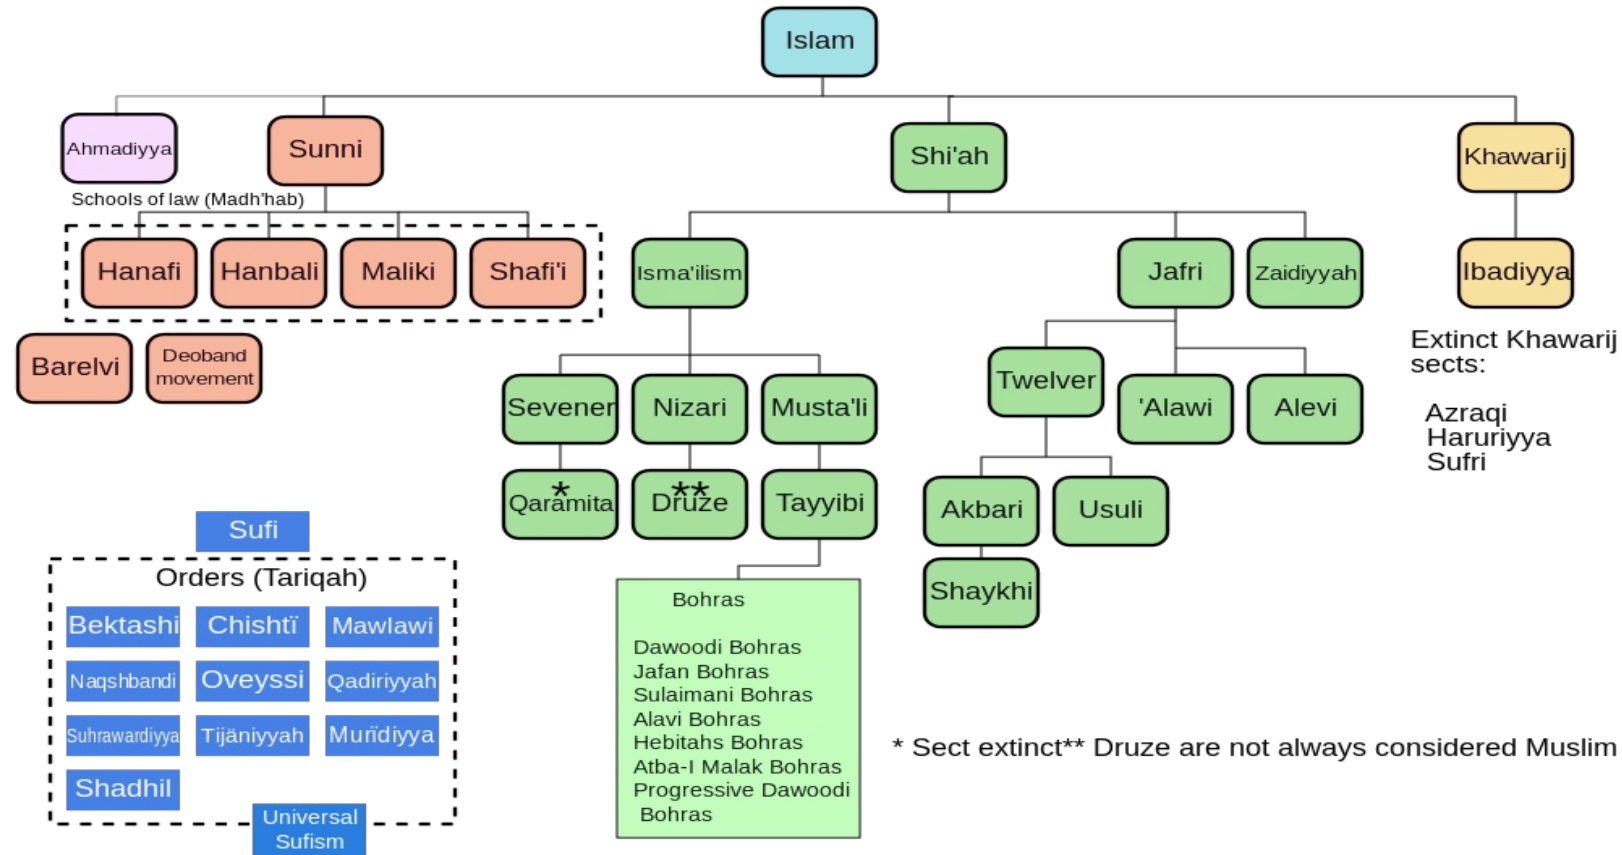 Islam
Ahmadiyya
Sunni
Shi'ah
Khawarij
Schools of law (Madh'hab)
Hanafi
Hanbali
Maliki
Shafi'i
Isma'ilism
Jafri
Zaidiyyah
Ibadiyya
Barelvi
Deoband
movement
Extinct Khawarij
sects:
Azraqi
Haruriyya
Sufri
Sevener
Nizari
Musta'li
Twelver
'Alawi
Alevi
*
Qaramita
**
Druze
Tayyibi
Akbari
Usuli
Shaykhi
Sufi
Orders (Tariqah)
Bektashi
Chishtï
Mawlawi
Naqshbandi
Oveyssi
Qadiriyyah
Suhrawardiyya
Tijäniyyah
Murïdiyya
Shadhil
Universal
Sufism
Bohras
Dawoodi Bohras
Jafan Bohras
Sulaimani Bohras
Alavi Bohras
Hebitahs Bohras
Atba-I Malak Bohras
Progressive Dawoodi
Bohras
* Sect extinct** Druze are not always considered Muslim